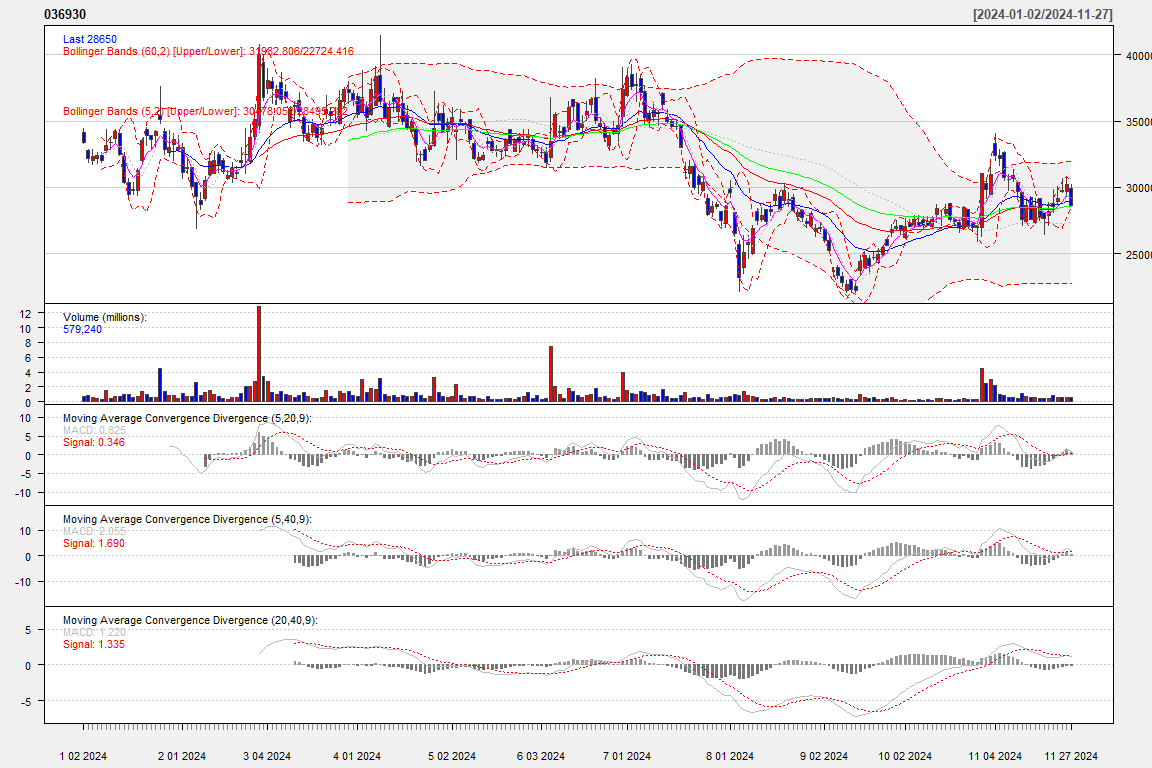 036930 [2024-01-02/2024-11-27]
Last 28650
Bollinger Bands (60,2) [Upper/Lower]: 31982.806/22724.416
Bollinger Bands (5,2) [Upper/Lower]:
40000
35000
30000
25000
Volume (millions):
579,240
12
10
8
6
4
2
0
Moving Average Convergence Divergence (5,20,9):
MACD: 0.825
Signal: 0.346
10
5
0
-5
-10
Moving Average Convergence Divergence (5,40,9):
MACD: 2.055
Signal: 1.690
10
0
-10
Moving Average Convergence Divergence (20,40,9):
MACD: 1.220
Signal: 1.335
5
0
-5
1 02 2024 2 01 2024 3 04 2024 4 01 2024 5 02 2024 6 03 2024 7 01 2024 8 01 2024 9 02 2024 10 02 2024 11 04 2024 11 27 2024